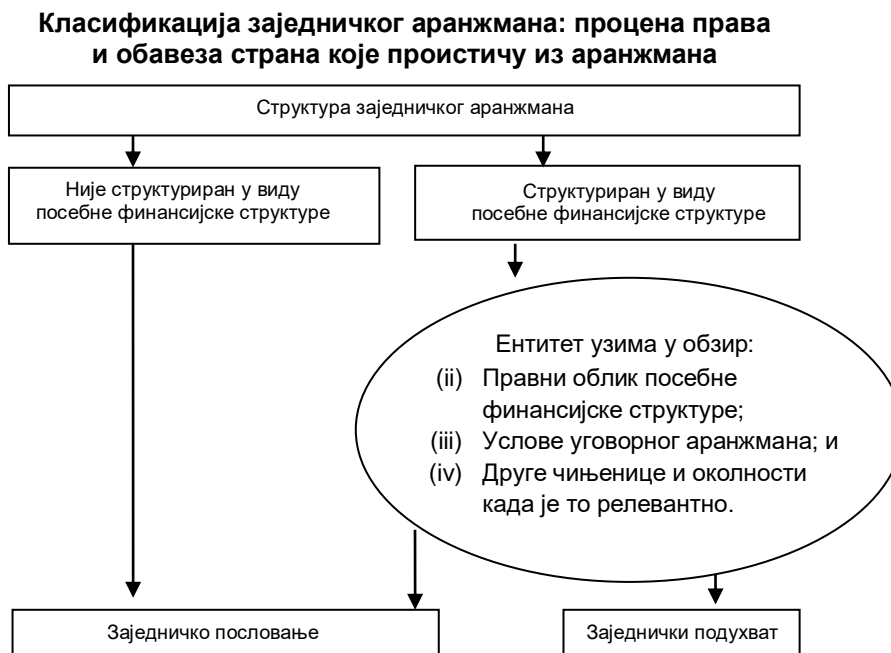 Класификација заједничког аранжмана: процена права
и обавеза страна које проистичу из аранжмана
Структура заједничког аранжмана
Није структуриран у виду
посебне финансијске структуре
Структуриран у виду
посебне финансијске структуре
Ентитет узима у обзир:
(ii) Правни облик посебне
финансијске структуре;
(iii) Услове уговорног аранжмана; и
(iv) Друге чињенице и околности
када је то релевантно.
Заједничко пословање
Заједнички подухват